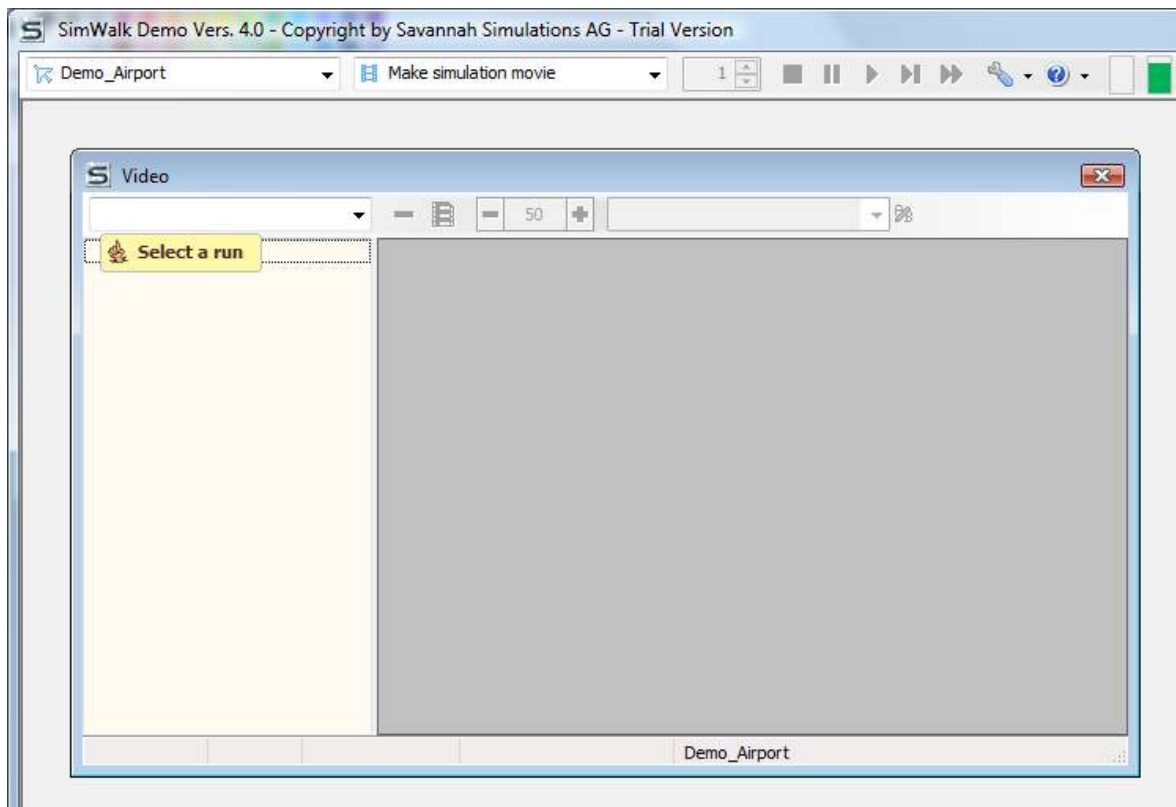 SimWalk Demo Vers. 4.0 - Copyright by Savannah Simulations AG - Trial Version
Demo_Airport Make simulation movie 1
Video
50
Select a run
Demo_Airport